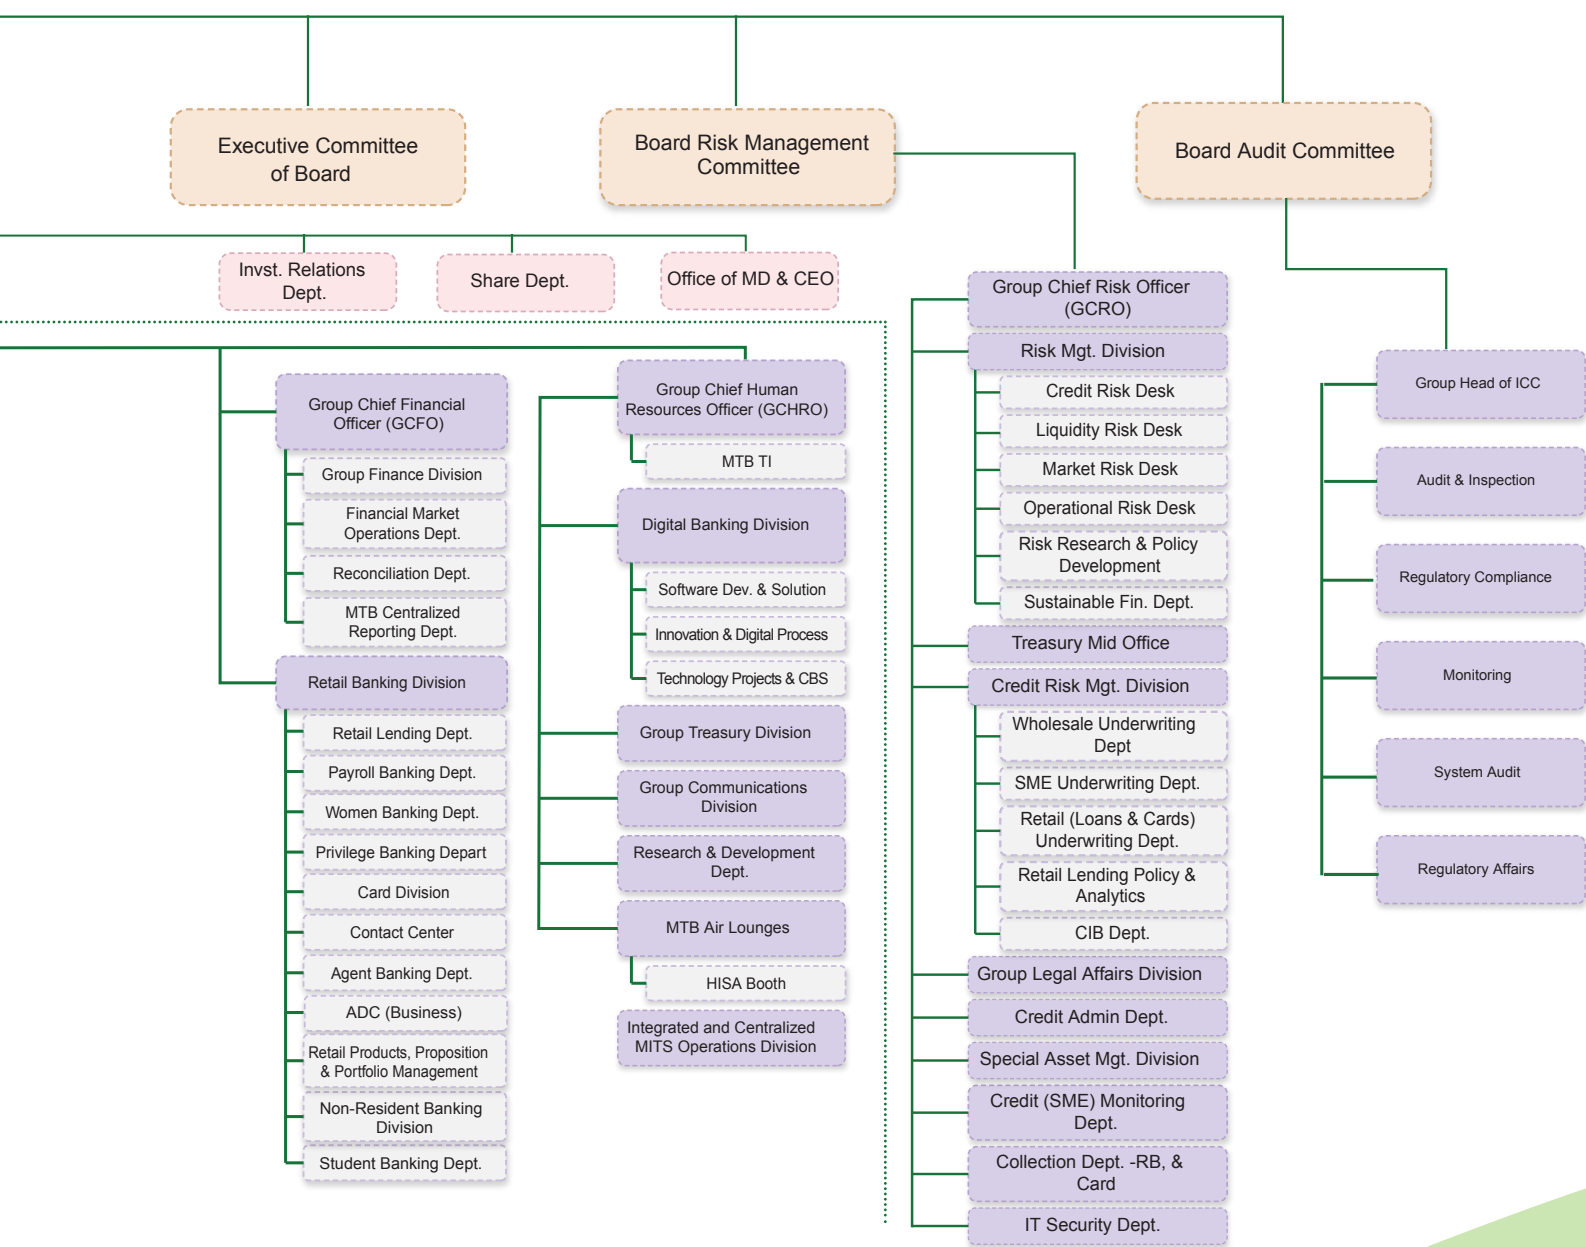 Executive Committee
of Board
Board Risk Management
Committee
Board Audit Committee
Invst. Relations
Dept.
Share Dept.
Office of MD & CEO
Group Chief Financial
Officer (GCFO)
Group Finance Division
Financial Market
Operations Dept.
Reconciliation Dept.
MTB Centralized
Reporting Dept.
Retail Banking Division
Retail Lending Dept.
Payroll Banking Dept.
Women Banking Dept.
Privilege Banking Depart
Card Division
Contact Center
Agent Banking Dept.
ADC (Business)
Retail Products, Proposition
& Portfolio Management
Non-Resident Banking
Division
Student Banking Dept.
Group Chief Human
Resources Officer (GCHRO)
MTB TI
Digital Banking Division
Software Dev. & Solution
Innovation & Digital Process
Technology Projects & CBS
Group Treasury Division
Group Communications
Division
Research & Development
Dept.
MTB Air Lounges
HISA Booth
Integrated and Centralized
MITS Operations Division
Group Chief Risk Officer
(GCRO)
Risk Mgt. Division
Credit Risk Desk
Liquidity Risk Desk
Market Risk Desk
Operational Risk Desk
Risk Research & Policy
Development
Sustainable Fin. Dept.
Treasury Mid Office
Credit Risk Mgt. Division
Wholesale Underwriting
Dept
SME Underwriting Dept.
Retail (Loans & Cards)
Underwriting Dept.
Retail Lending Policy &
Analytics
CIB Dept.
Group Legal Affairs Division
Credit Admin Dept.
Special Asset Mgt. Division
Credit (SME) Monitoring
Dept.
Collection Dept. -RB, &
Card
IT Security Dept.
Group Head of ICC
Audit & Inspection
Regulatory Compliance
Monitoring
System Audit
Regulatory Affairs